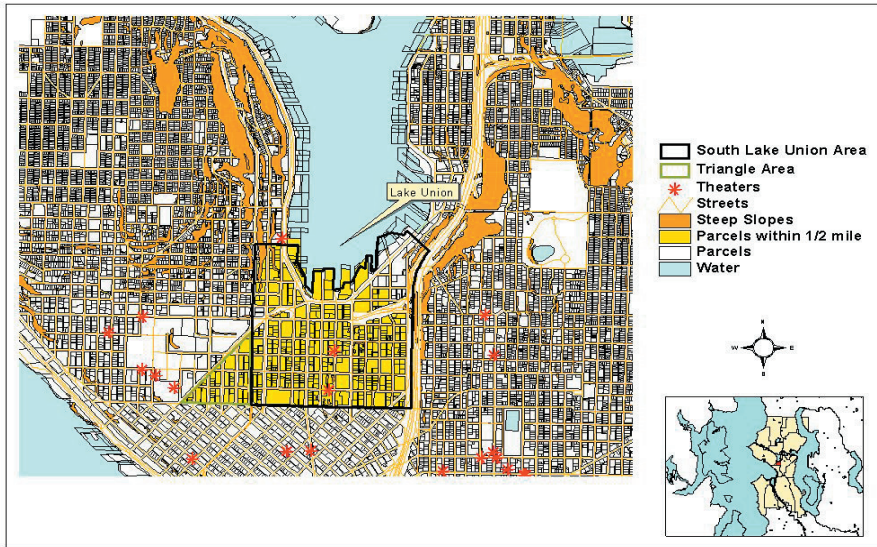 Lake Union
South Lake Union Area
Triangle Area
Theaters
Streets
Steep Slopes
Parcels within 1/2 mile
Parcels
Water
N
W E
S